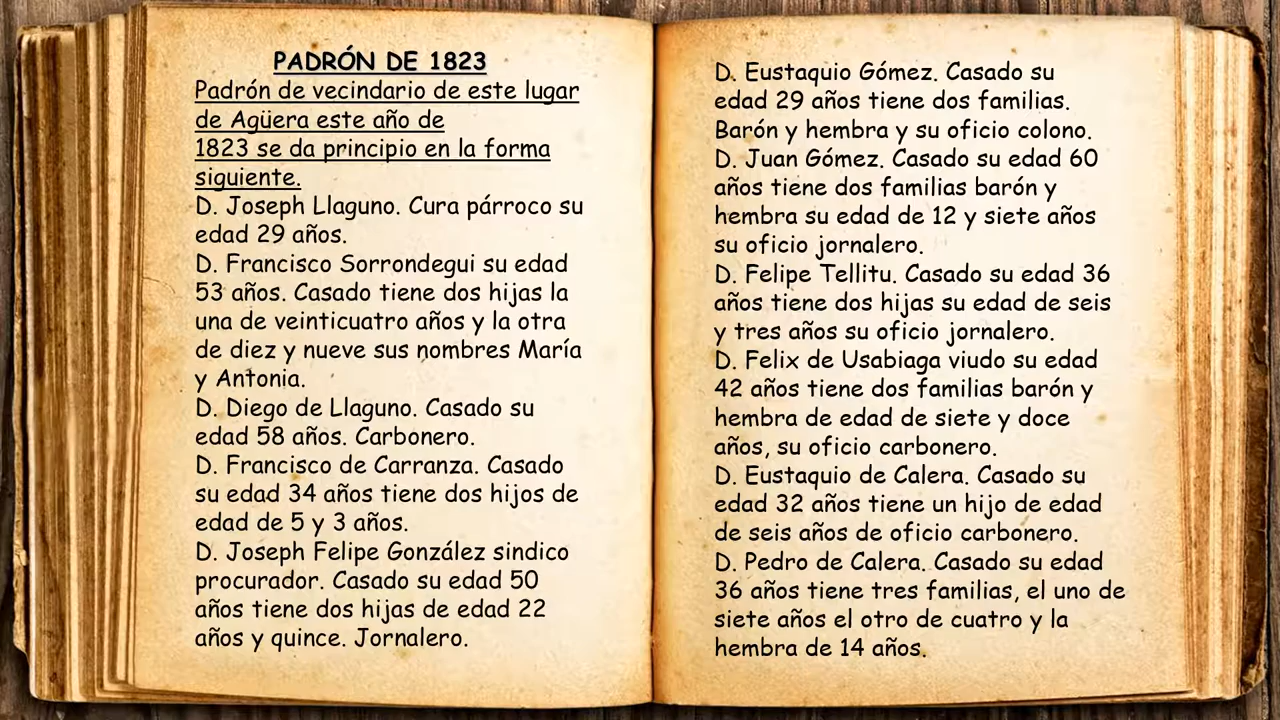 PADRÓN DE 1823
Padrón de vecindario de este lugar
de Agüera este año de
1823 se da principio en la forma
siguiente.
D. Joseph Llaguno. Cura párroco su
edad 29 años.
D. Francisco Sorrondegui su edad
53 años. Casado tiene dos hijas la
una de veinticuatro años y la otra
de diez y nueve sus nombres María
y Antonia.
D. Diego de Llaguno. Casado su
edad 58 años. Carbonero.
D. Francisco de Carranza. Casado
su edad 34 años tiene dos hijos de
edad de 5 y 3 años.
D. Joseph Felipe González sindico
procurador. Casado su edad 50
años tiene dos hijas de edad 22
años y quince. Jornalero.
D. Eustaquio Gómez. Casado su
edad 29 años tiene dos familias.
Barón y hembra y su oficio colono.
D. Juan Gómez. Casado su edad 60
años tiene dos familias barón y
hembra su edad de 12 y siete años
su oficio jornalero.
D. Felipe Tellitu. Casado su edad 36
años tiene dos hijas su edad de seis
y tres años su oficio jornalero.
D. Felix de Usabiaga viudo su edad
42 años tiene dos familias barón y
hembra de edad de siete y doce
años, su oficio carbonero.
D. Eustaquio de Calera. Casado su
edad 32 años tiene un hijo de edad
de seis años de oficio carbonero.
D. Pedro de Calera. Casado su edad
36 años tiene tres familias, el uno de
siete años el otro de cuatro y la
hembra de 14 años.